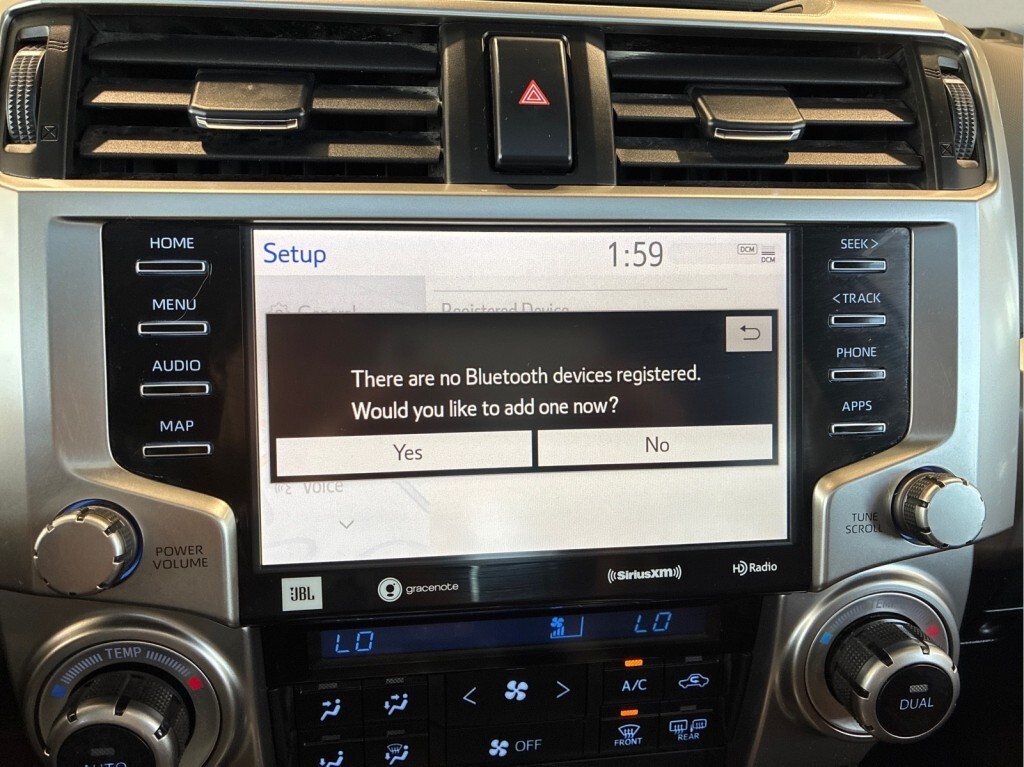 HOME
MENU
AUDIO
MAP
POWER
VOLUME
Setup
1:59
DCM
DCM
General
Registered Device
There are no Bluetooth devices registered.
Would you like to add one now?
Yes
No
Voice
SEEK >
< TRACK
PHONE
APPS
TUNE
SCROLL
JBL
gracenote
((SiriusXM))
HD Radio
LO
LO
TEMP
A/C
OFF
FRONT
REAR
DUAL
AUTO